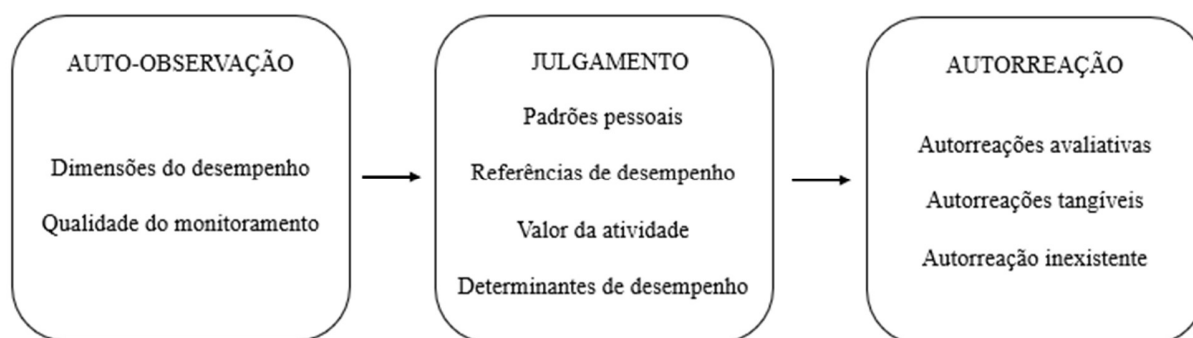 AUTO-OBSERVAÇÃO
Dimensões do desempenho
Qualidade do monitoramento
JULGAMENTO
Padrões pessoais
Referências de desempenho
Valor da atividade
Determinantes de desempenho
AUTORREAÇÃO
Autorreações avaliativas
Autorreações tangíveis
Autorreação inexistente